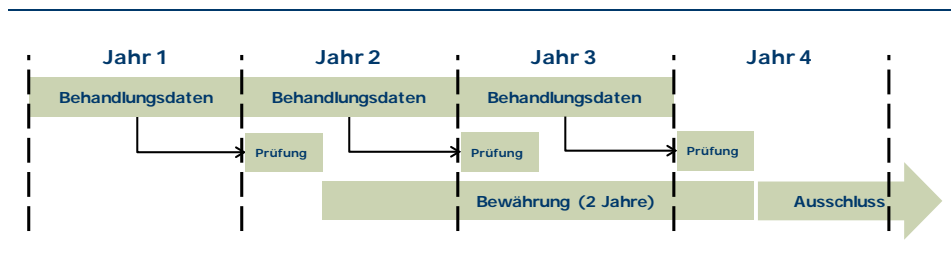 Jahr 1 Jahr 2 Jahr 3 Jahr 4
Behandlungsdaten Behandlungsdaten Behandlungsdaten
Prüfung Prüfung Prüfung
Bewährung (2 Jahre) Ausschluss